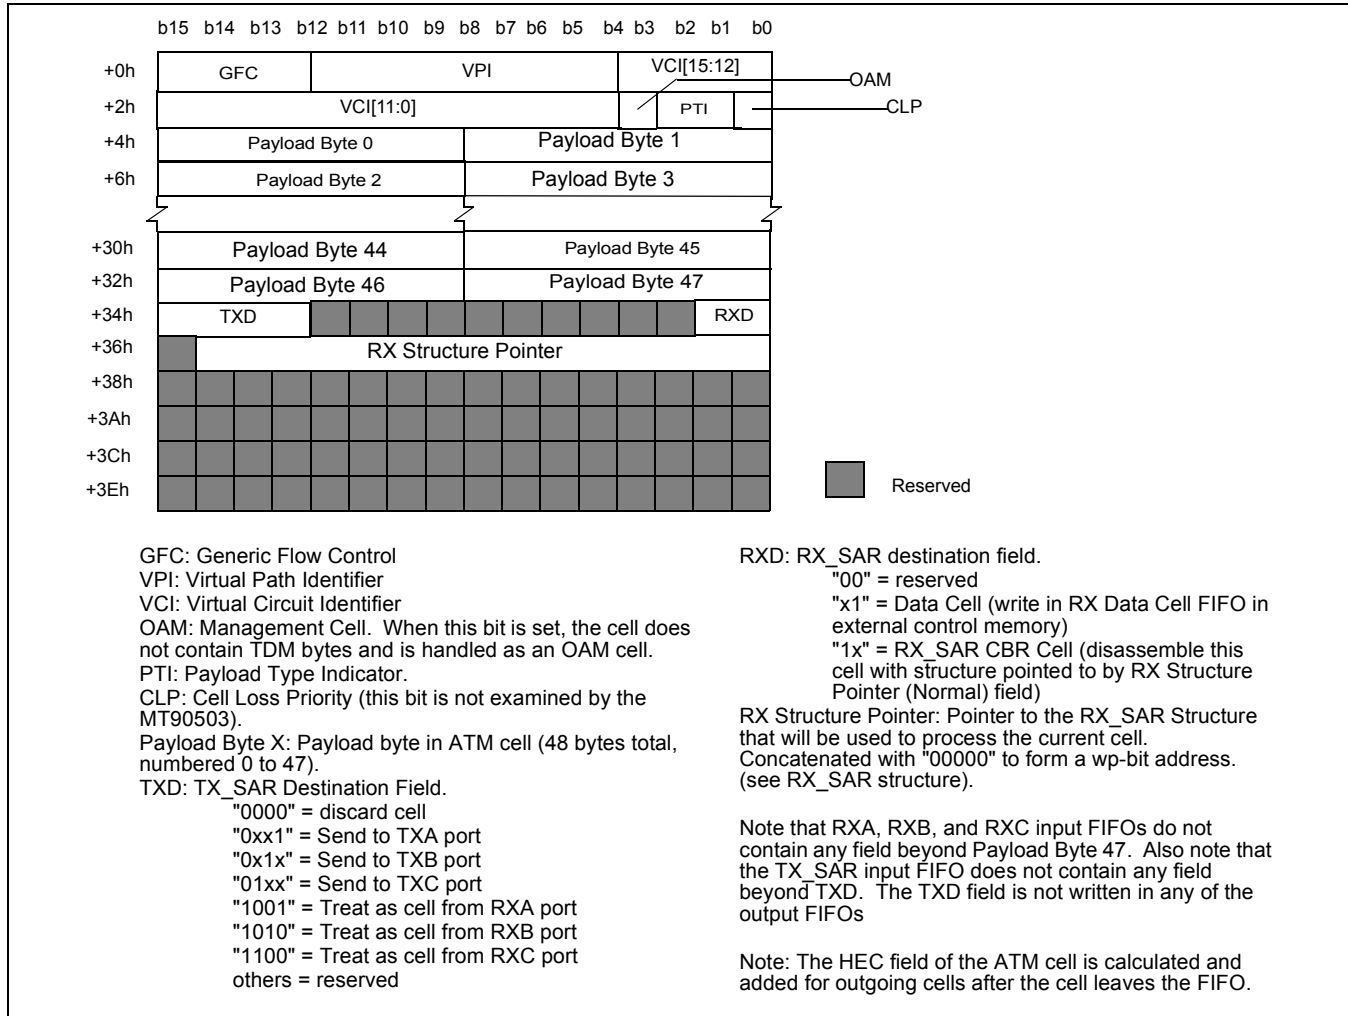 b15 b14 b13 b12 b11 b10 b9 b8 b7 b6 b5 b4 b3 b2 b1 b0
+0h GFC VPI VCI[15:12]
OAM
+2h VCI[11:0] PTI CLP
+4h Payload Byte 0 Payload Byte 1
+6h Payload Byte 2 Payload Byte 3
+30h Payload Byte 44 Payload Byte 45
+32h Payload Byte 46 Payload Byte 47
+34h TXD RXD
+36h RX Structure Pointer
+38h
+3Ah
+3Ch
+3Eh Reserved
GFC: Generic Flow Control
VPI: Virtual Path Identifier
VCI: Virtual Circuit Identifier
OAM: Management Cell. When this bit is set, the cell does
not contain TDM bytes and is handled as an OAM cell.
PTI: Payload Type Indicator.
CLP: Cell Loss Priority (this bit is not examined by the
MT90503).
Payload Byte X: Payload byte in ATM cell (48 bytes total,
numbered 0 to 47).
TXD: TX_SAR Destination Field.
"0000" = discard cell
"0xx1" = Send to TXA port
"0x1x" = Send to TXB port
"01xx" = Send to TXC port
"1001" = Treat as cell from RXA port
"1010" = Treat as cell from RXB port
"1100" = Treat as cell from RXC port
others = reserved
RXD: RX_SAR destination field.
"00" = reserved
"x1" = Data Cell (write in RX Data Cell FIFO in
external control memory)
"1x" = RX_SAR CBR Cell (disassemble this
cell with structure pointed to by RX Structure
Pointer (Normal) field)
RX Structure Pointer: Pointer to the RX_SAR Structure
that will be used to process the current cell.
Concatenated with "00000" to form a wp-bit address.
(see RX_SAR structure).
Note that RXA, RXB, and RXC input FIFOs do not
contain any field beyond Payload Byte 47. Also note that
the TX_SAR input FIFO does not contain any field
beyond TXD. The TXD field is not written in any of the
output FIFOs
Note: The HEC field of the ATM cell is calculated and
added for outgoing cells after the cell leaves the FIFO.